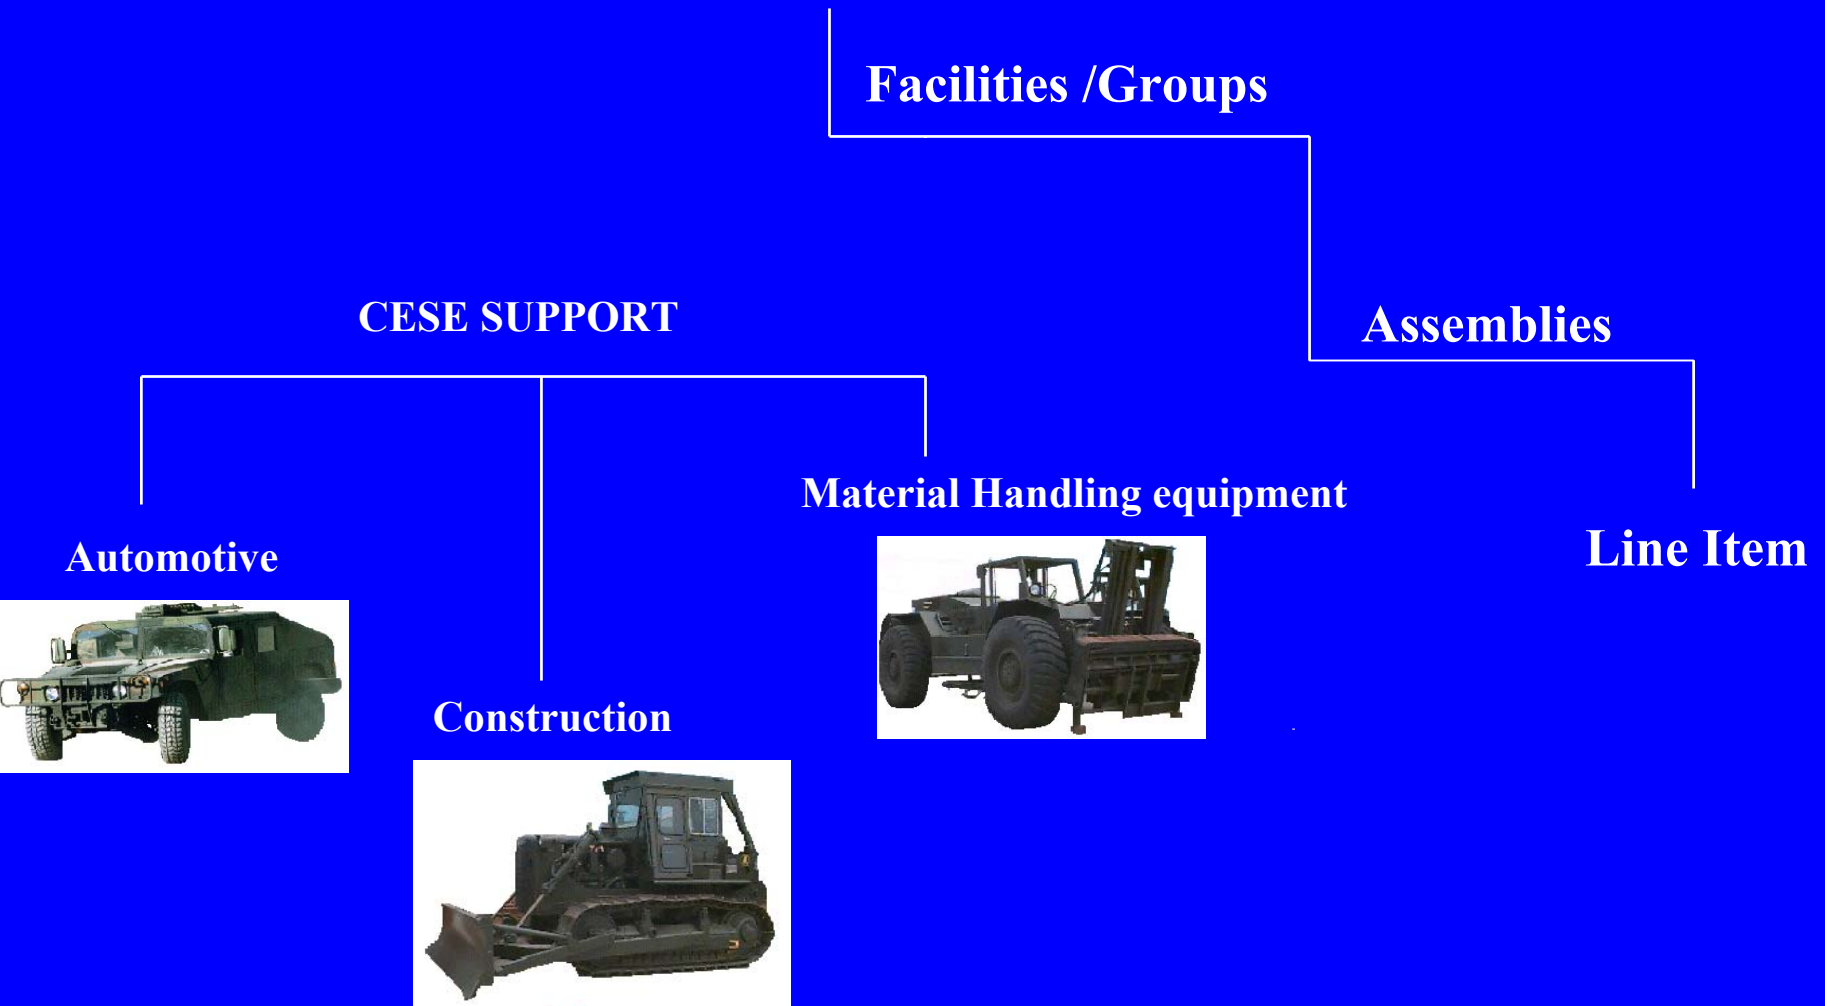 Facilities /Groups
CESE SUPPORT
Assemblies
Material Handling equipment
Line Item
Automotive
Construction